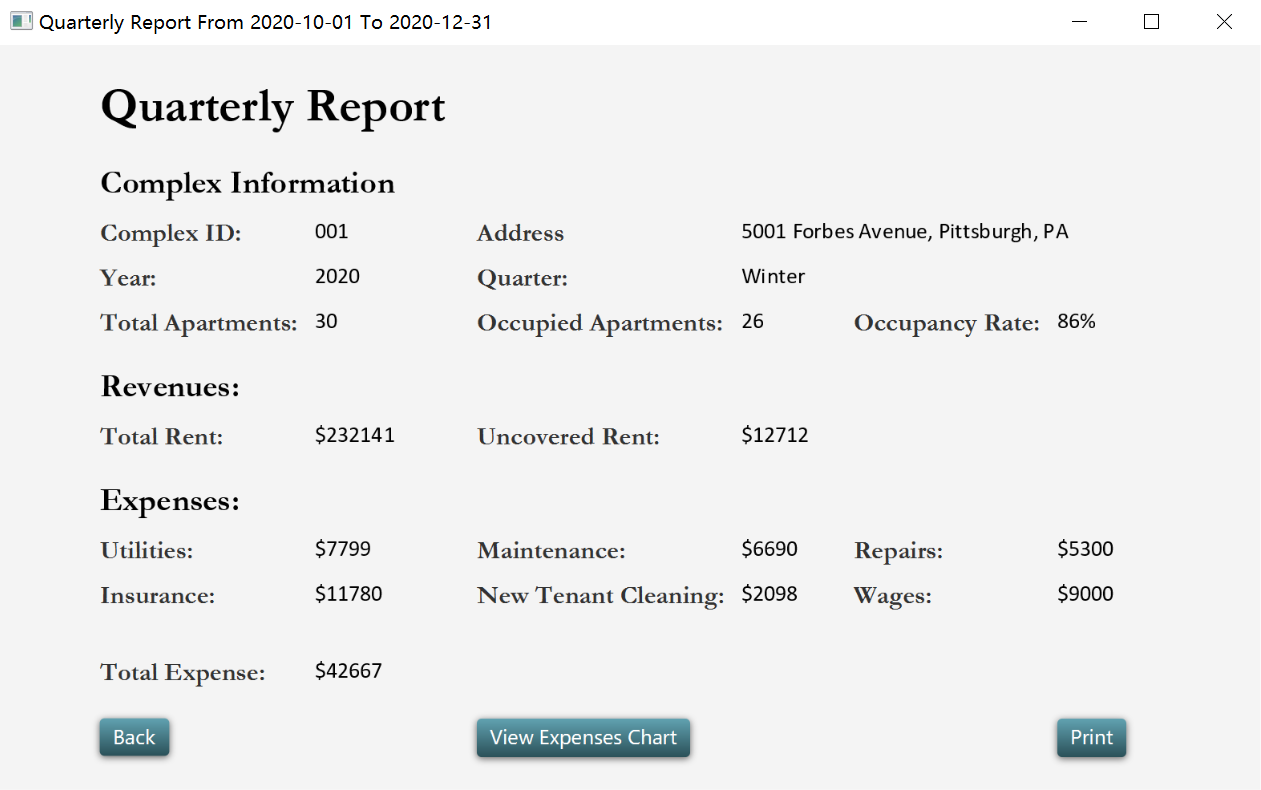 Quarterly Report From 2020-10-01 To 2020-12-31
Quarterly Report
Complex Information
Complex ID: 001 Address 5001 Forbes Avenue, Pittsburgh, PA
Year: 2020 Quarter: Winter
Total Apartments: 30 Occupied Apartments: 26 Occupancy Rate: 86%
Revenues:
Total Rent: $232141 Uncovered Rent: $12712
Expenses:
Utilities: $7799 Maintenance: $6690 Repairs: $5300
Insurance: $11780 New Tenant Cleaning: $2098 Wages: $9000
Total Expense: $42667
Back View Expenses Chart Print